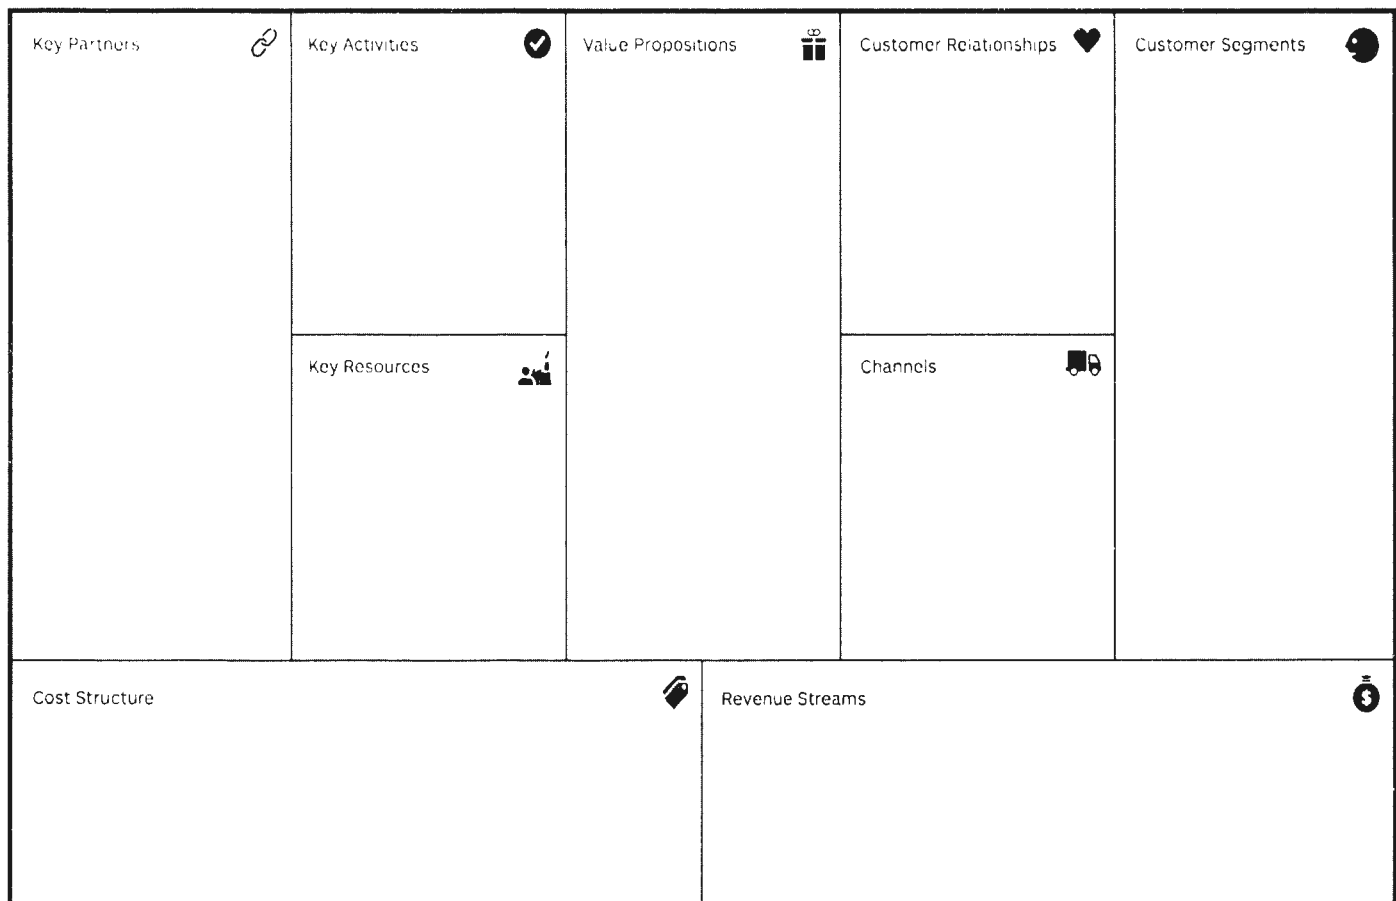 Key Partners
Key Activities
Value Propositions
Customer Relationships
Customer Segments
Key Resources
Channels
Cost Structure
Revenue Streams
$